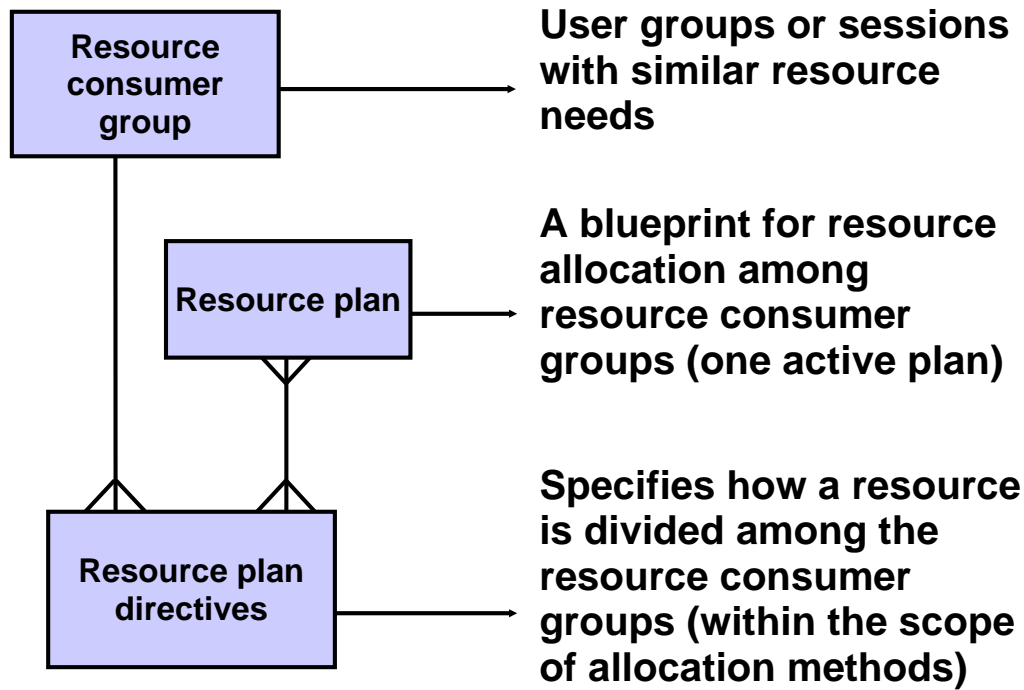 Resource
consumer
group
User groups or sessions
with similar resource
needs
Resource plan
A blueprint for resource
allocation among
resource consumer
groups (one active plan)
Resource plan
directives
Specifies how a resource
is divided among the
resource consumer
groups (within the scope
of allocation methods)